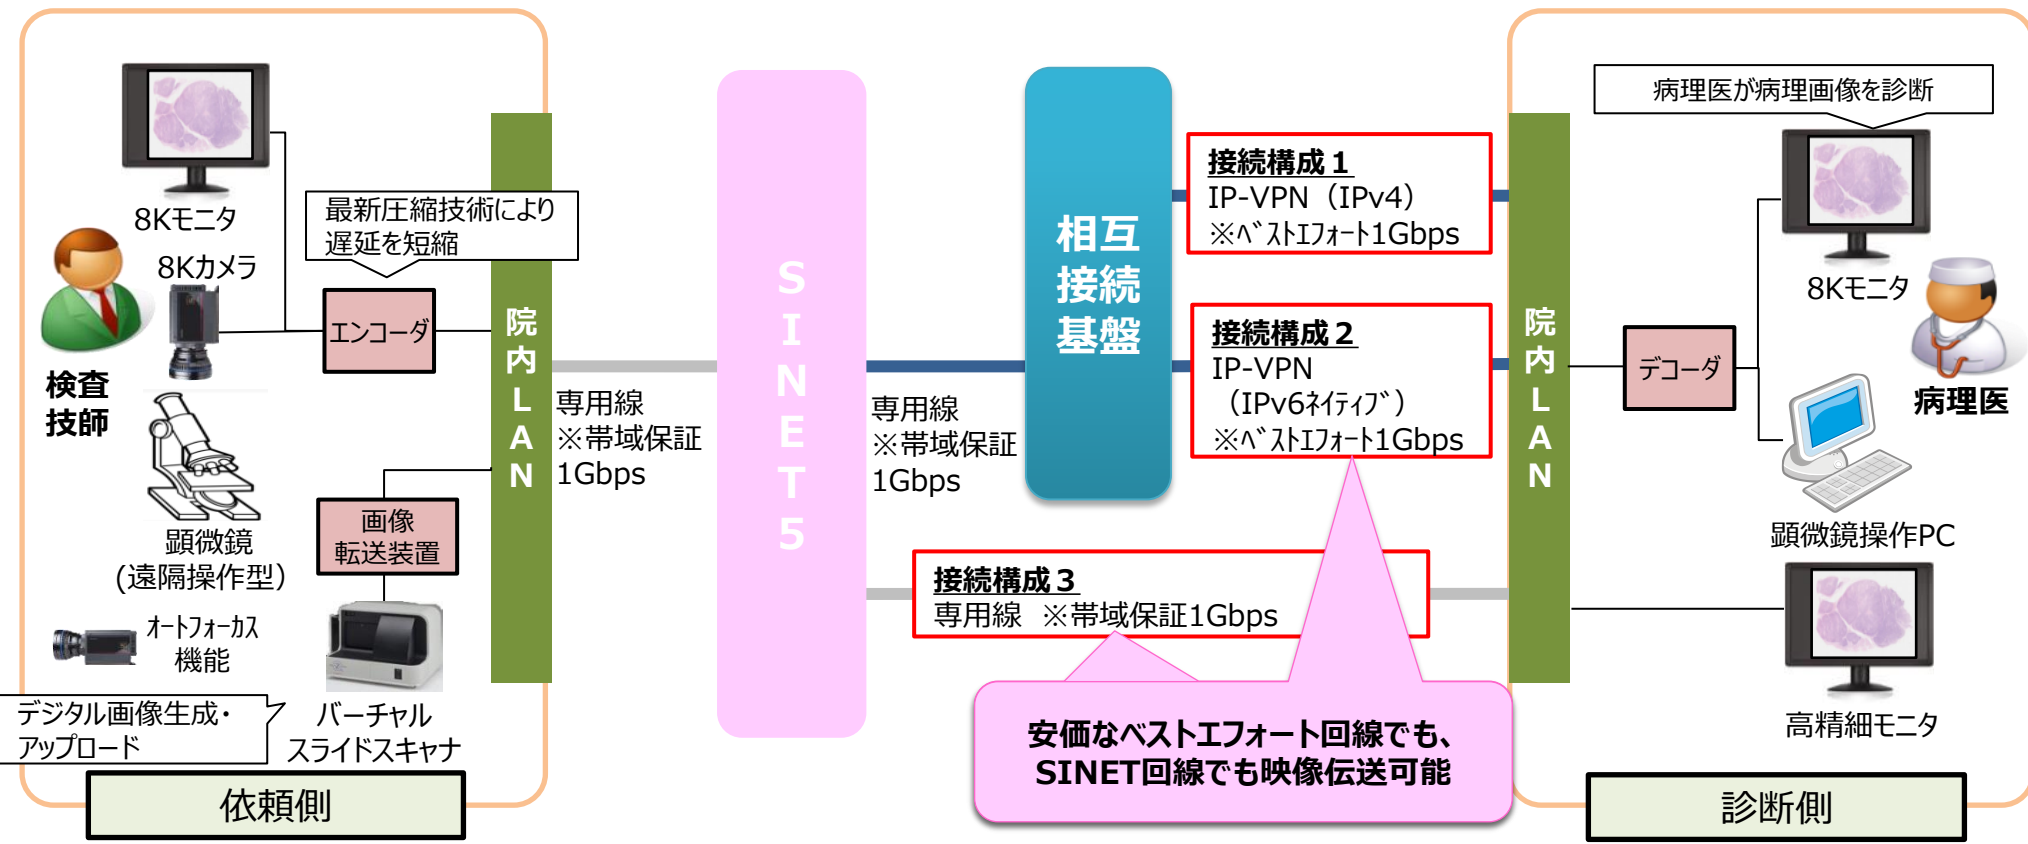 8Kモニタ
検査
技師
8Kカメラ
最新圧縮技術により
遅延を短縮
エンコーダ
顕微鏡
(遠隔操作型)
オートフォーカス
機能
画像
転送装置
デジタル画像生成・
アップロード
バーチャル
スライドスキャナ
依頼側
院
内
L
A
N
専用線
※帯域保証
1Gbps
S
I
N
E
T
5
専用線
※帯域保証
1Gbps
相互
接続
基盤
接続構成1
IP-VPN（IPv4）
※ベストエフォート1Gbps
接続構成2
IP-VPN
（IPv6ネイティブ）
※ベストエフォート1Gbps
接続構成3
専用線 ※帯域保証1Gbps
安価なベストエフォート回線でも、
SINET回線でも映像伝送可能
院
内
L
A
N
病理医が病理画像を診断
8Kモニタ
デコーダ
病理医
顕微鏡操作PC
高精細モニタ
診断側